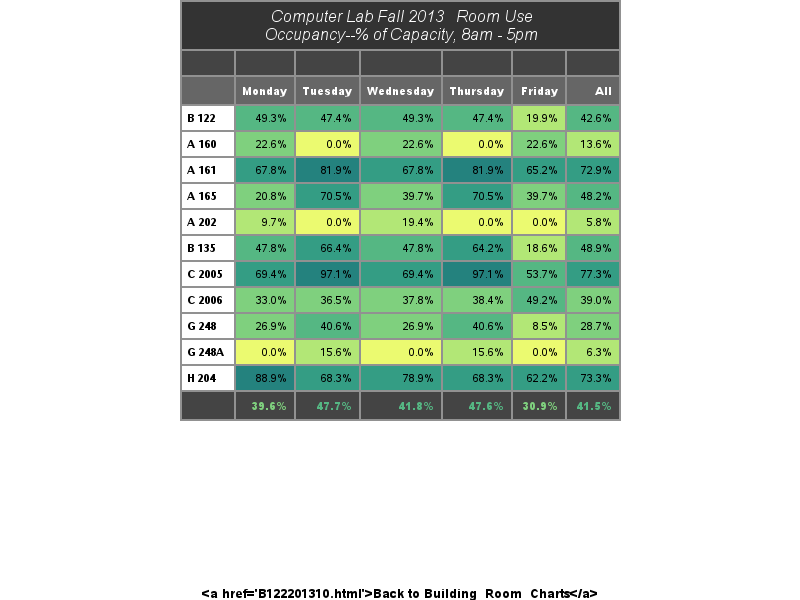 Computer Lab Fall 2013 Room Use
Occupancy--% of Capacity, 8am - 5pm
Monday Tuesday Wednesday Thursday Friday All
B 122 49.3% 47.4% 49.3% 47.4% 19.9% 42.6%
A 160 22.6% 0.0% 22.6% 0.0% 22.6% 13.6%
A 161 67.8% 81.9% 67.8% 81.9% 65.2% 72.9%
A 165 20.8% 70.5% 39.7% 70.5% 39.7% 48.2%
A 202 9.7% 0.0% 19.4% 0.0% 0.0% 5.8%
B 135 47.8% 66.4% 47.8% 64.2% 18.6% 48.9%
C 2005 69.4% 97.1% 69.4% 97.1% 53.7% 77.3%
C 2006 33.0% 36.5% 37.8% 38.4% 49.2% 39.0%
G 248 26.9% 40.6% 26.9% 40.6% 8.5% 28.7%
G 248A 0.0% 15.6% 0.0% 15.6% 0.0% 6.3%
H 204 88.9% 68.3% 78.9% 68.3% 62.2% 73.3%
39.6% 47.7% 41.8% 47.6% 30.9% 41.5%
<a href='B122201310.html'>Back to Building Room Charts</a>